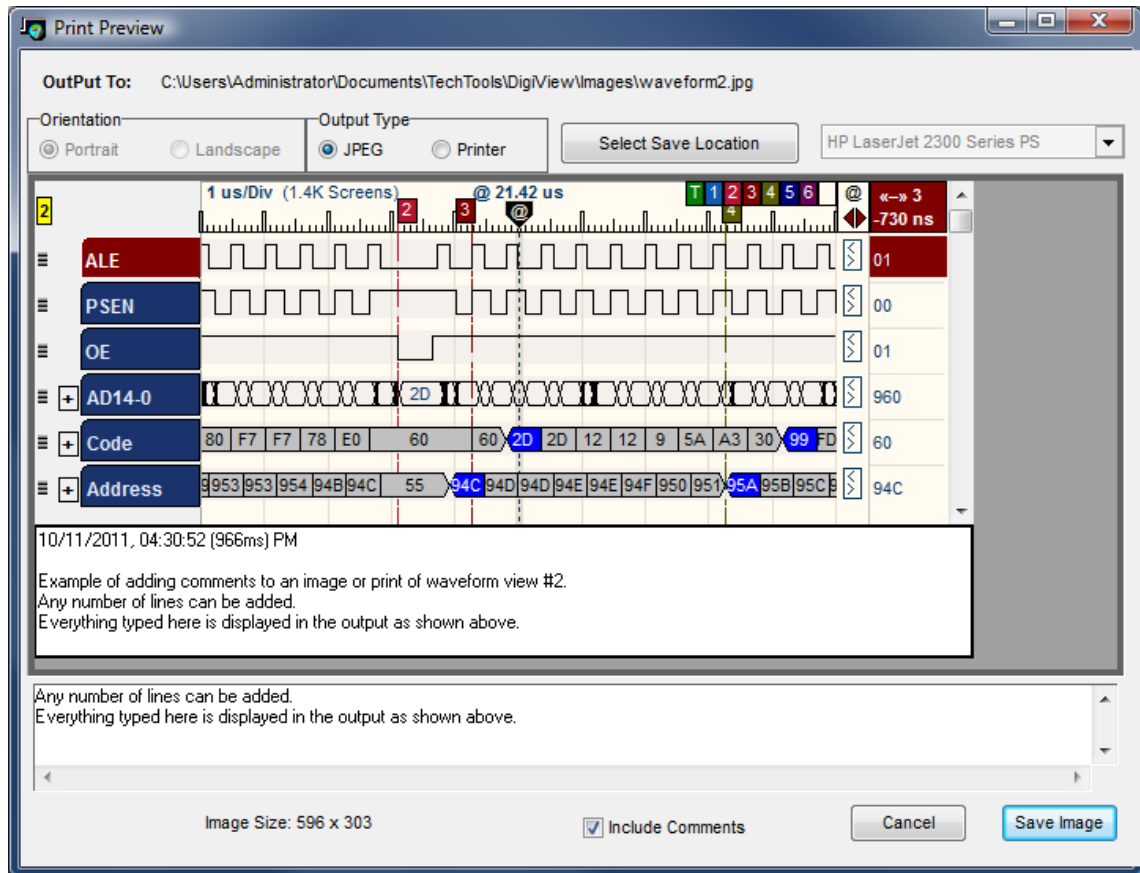 Print Preview
OutPut To: C:\Users\Administrator\Documents\TechTools\DigiView\Images\waveform2.jpg
Orientation Output Type
Portrait Landscape JPEG Printer Select Save Location HP LaserJet 2300 Series PS
1 us/Div (1.4K Screens) @ 21.42 us T 1 2 3 4 5 6 @ «--» 3
2 2 3 @ 4 -730 ns
ALE 01
PSEN 00
OE 01
+ AD14-0 2D 960
+ Code 80 F7 F7 78 E0 60 60 2D 2D 12 12 9 5A A3 30 99 FD 60
+ Address 9 953 953 954 94B 94C 55 94C 94D 94D 94E 94E 94F 950 951 95A 95B 95C 9 94C
10/11/2011, 04:30:52 (966ms) PM
Example of adding comments to an image or print of waveform view #2.
Any number of lines can be added.
Everything typed here is displayed in the output as shown above.
Any number of lines can be added.
Everything typed here is displayed in the output as shown above.
Image Size: 596 x 303 Include Comments Cancel Save Image